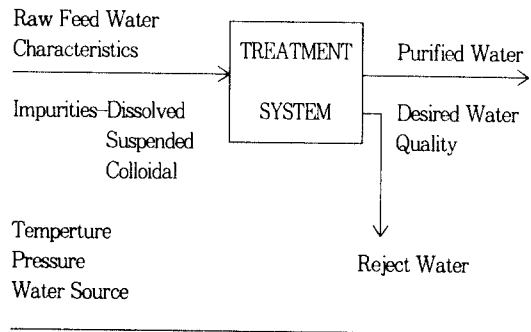 Raw Feed Water
Characteristics
Impurities-Dissolved
Suspended
Colloidal
Temperture
Pressure
Water Source
TREATMENT
SYSTEM
Purified Water
Desired Water
Quality
Reject Water